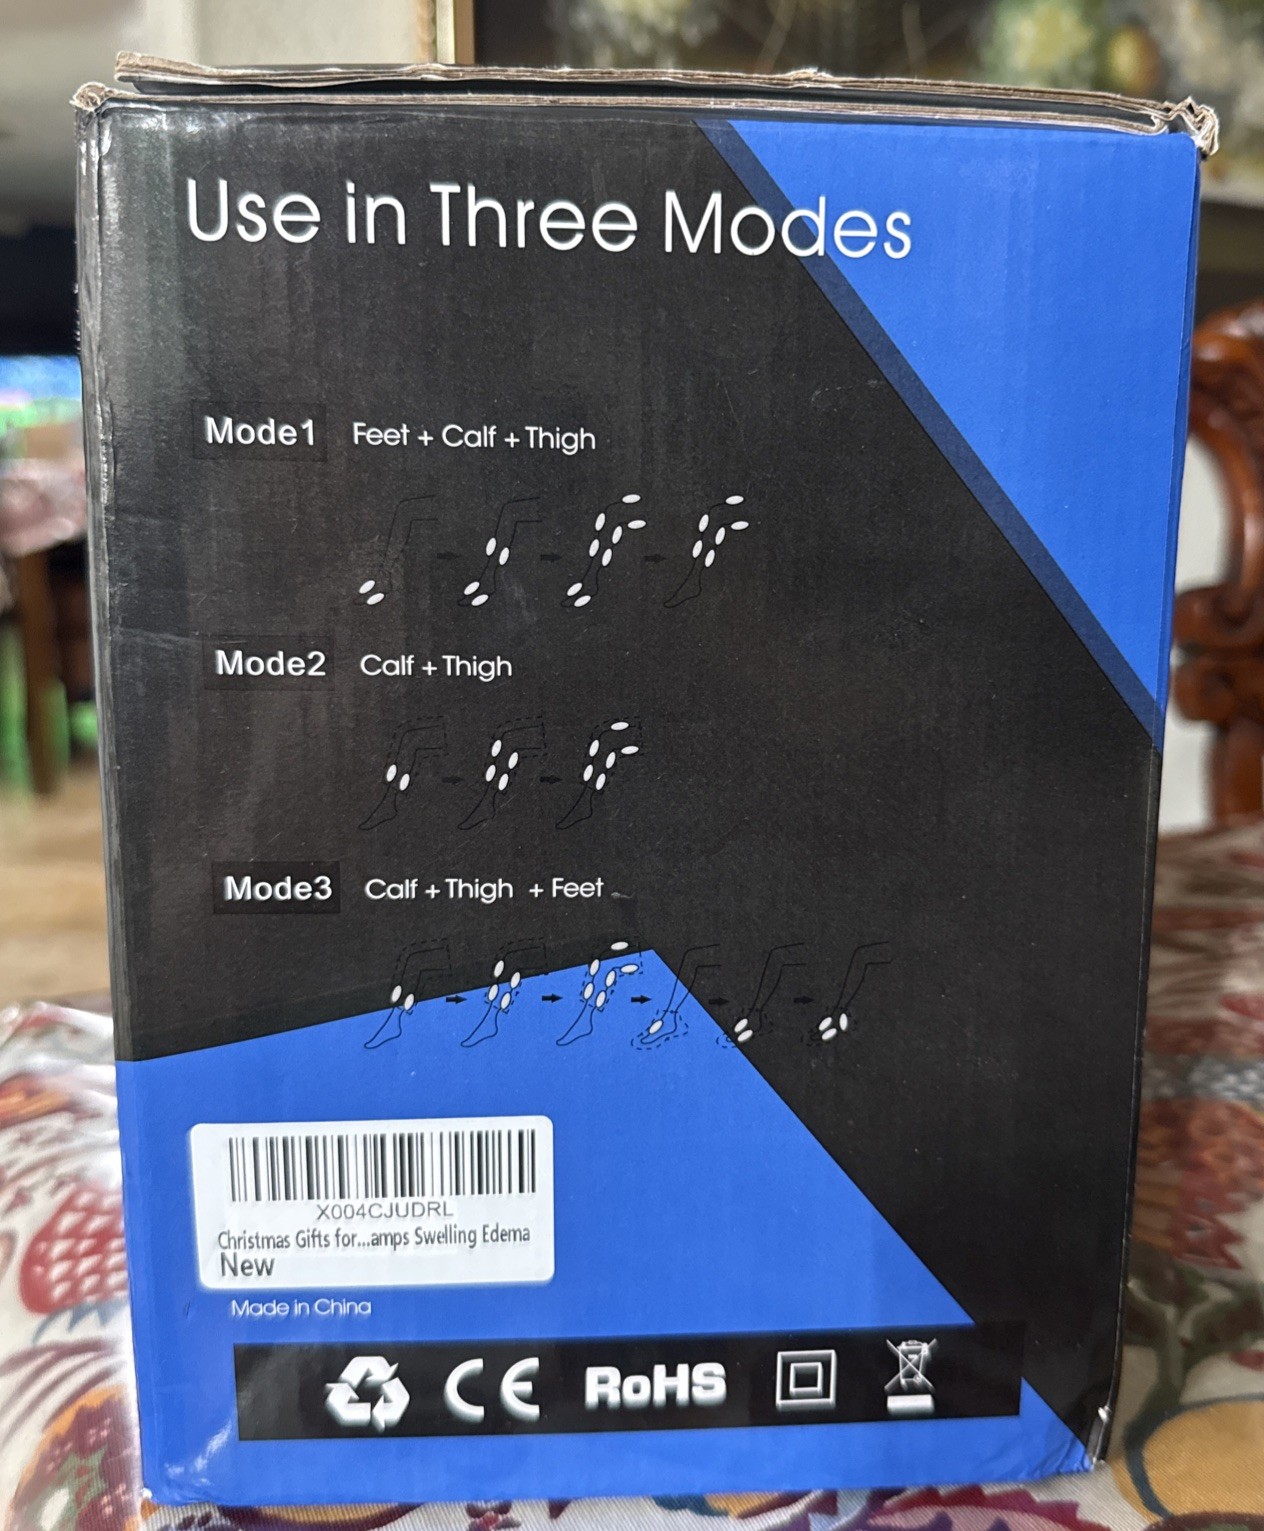 Use in Three Modes
Mode1 Feet + Calf + Thigh
Mode2 Calf + Thigh
Mode3 Calf + Thigh + Feet
X004CJUDRL
Christmas Gifts for...amps Swelling Edema
New
Made in China
CE RoHS